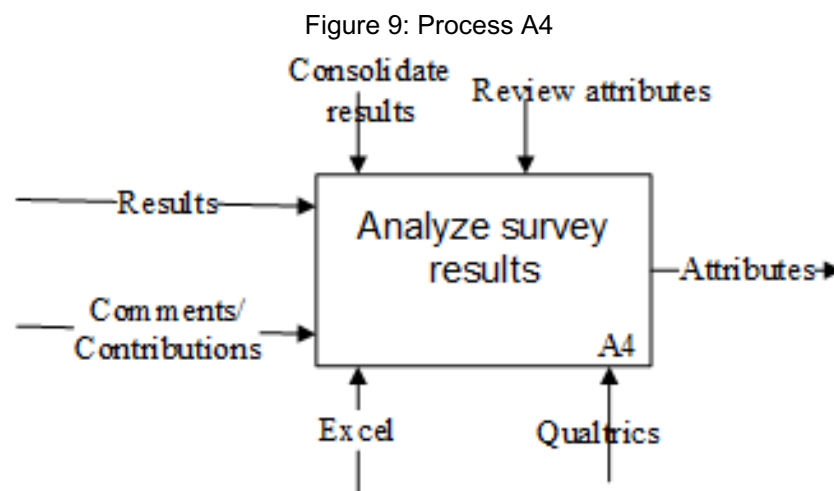 Figure 9: Process A4
Consolidate
results
Review attributes
Results
Analyze survey
results
Attributes
Comments/
Contributions
A4
Excel
Qualtrics